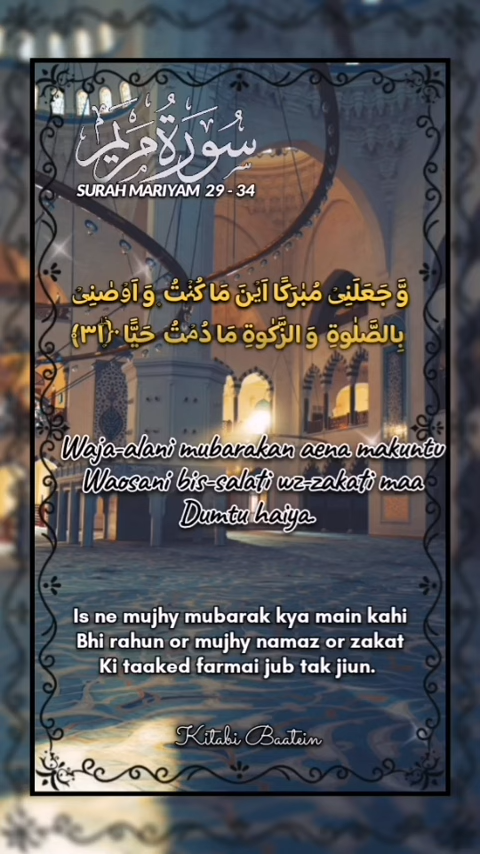 سُورَةُ مَرْيَم
SURAH MARIYAM 29 - 34
وَّ جَعَلَنِیْ مُبٰرَكًا اَیْنَ مَا كُنْتُ ۪ وَ اَوْصٰنِیْ
بِالصَّلٰوةِ وَ الزَّكٰوةِ مَا دُمْتُ حَیًّا ﴿۳۱﴾
Waja-alani mubarakan aena makuntu
Waosani bis-salati wz-zakati maa
Dumtu haiya.
Is ne mujhy mubarak kya main kahi
Bhi rahun or mujhy namaz or zakat
Ki taaked farmai jub tak jiun.
Kitabi Baatein